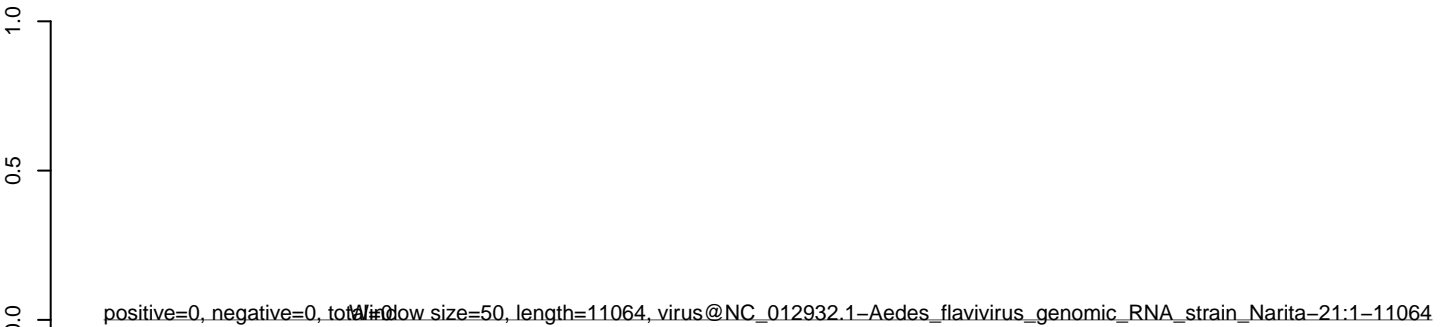 1.0
0.5
0.0
positive=0, negative=0, total=0
Window size=50, length=11064, virus@NC_012932.1−Aedes_flavivirus_genomic_RNA_strain_Narita−21:1−11064